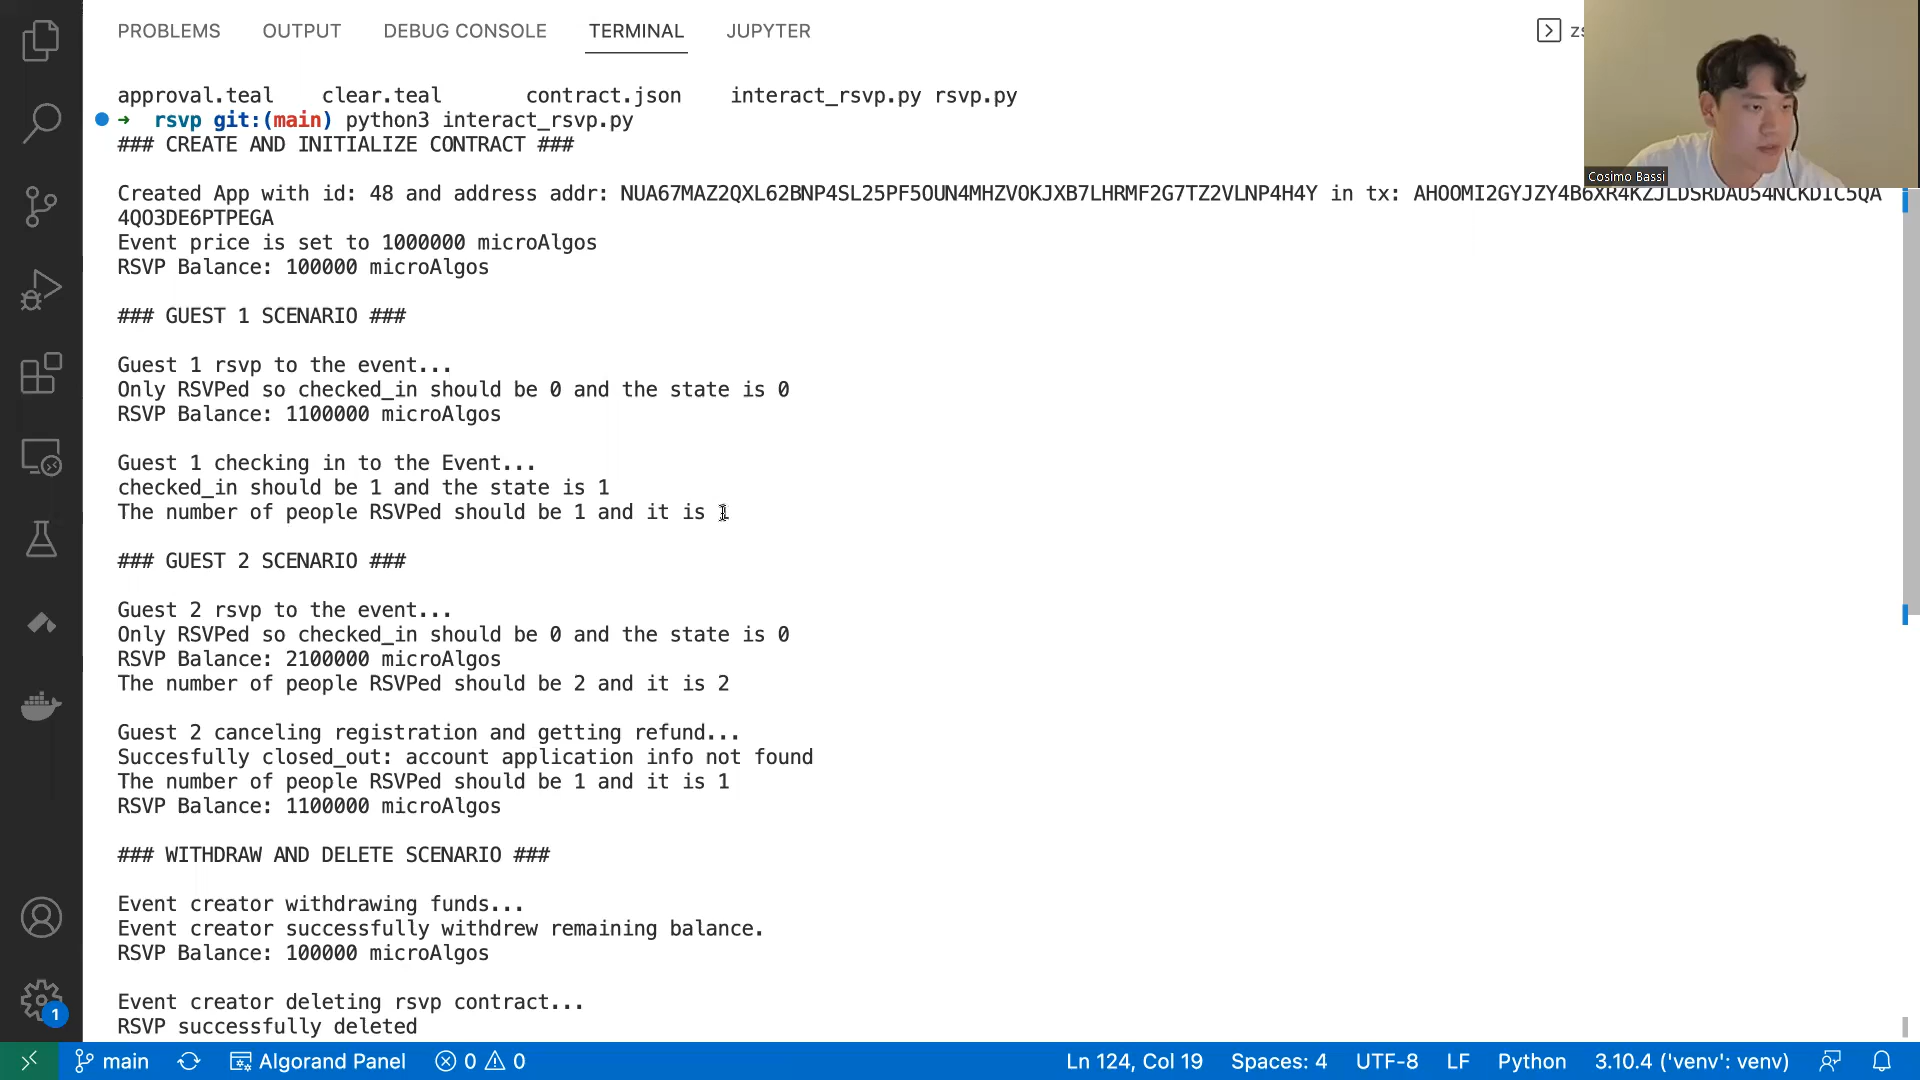 PROBLEMS OUTPUT DEBUG CONSOLE TERMINAL JUPYTER
approval.teal clear.teal contract.json interact_rsvp.py rsvp.py
→ rsvp git:(main) python3 interact_rsvp.py
### CREATE AND INITIALIZE CONTRACT ###
Cosimo Bassi
Created App with id: 48 and address addr: NUA67MAZ2QXL62BNP4SL25PF5OUN4MHZVOKJXB7LHRMF2G7TZ2VLNP4H4Y in tx:
4QO3DE6PTPEGA
Event price is set to 1000000 microAlgos
RSVP Balance: 100000 microAlgos
### GUEST 1 SCENARIO ###
Guest 1 rsvp to the event...
Only RSVPed so checked_in should be 0 and the state is 0
RSVP Balance: 1100000 microAlgos
Guest 1 checking in to the Event...
checked_in should be 1 and the state is 1
The number of people RSVPed should be 1 and it is 1
### GUEST 2 SCENARIO ###
Guest 2 rsvp to the event...
Only RSVPed so checked_in should be 0 and the state is 0
RSVP Balance: 2100000 microAlgos
The number of people RSVPed should be 2 and it is 2
Guest 2 canceling registration and getting refund...
Succesfully closed_out: account application info not found
The number of people RSVPed should be 1 and it is 1
RSVP Balance: 1100000 microAlgos
### WITHDRAW AND DELETE SCENARIO ###
Event creator withdrawing funds...
Event creator successfully withdrew remaining balance.
RSVP Balance: 100000 microAlgos
Event creator deleting rsvp contract...
RSVP successfully deleted
1
main Algorand Panel 0 0 Ln 124, Col 19 Spaces: 4 UTF-8 LF Python 3.10.4 ('venv': venv)